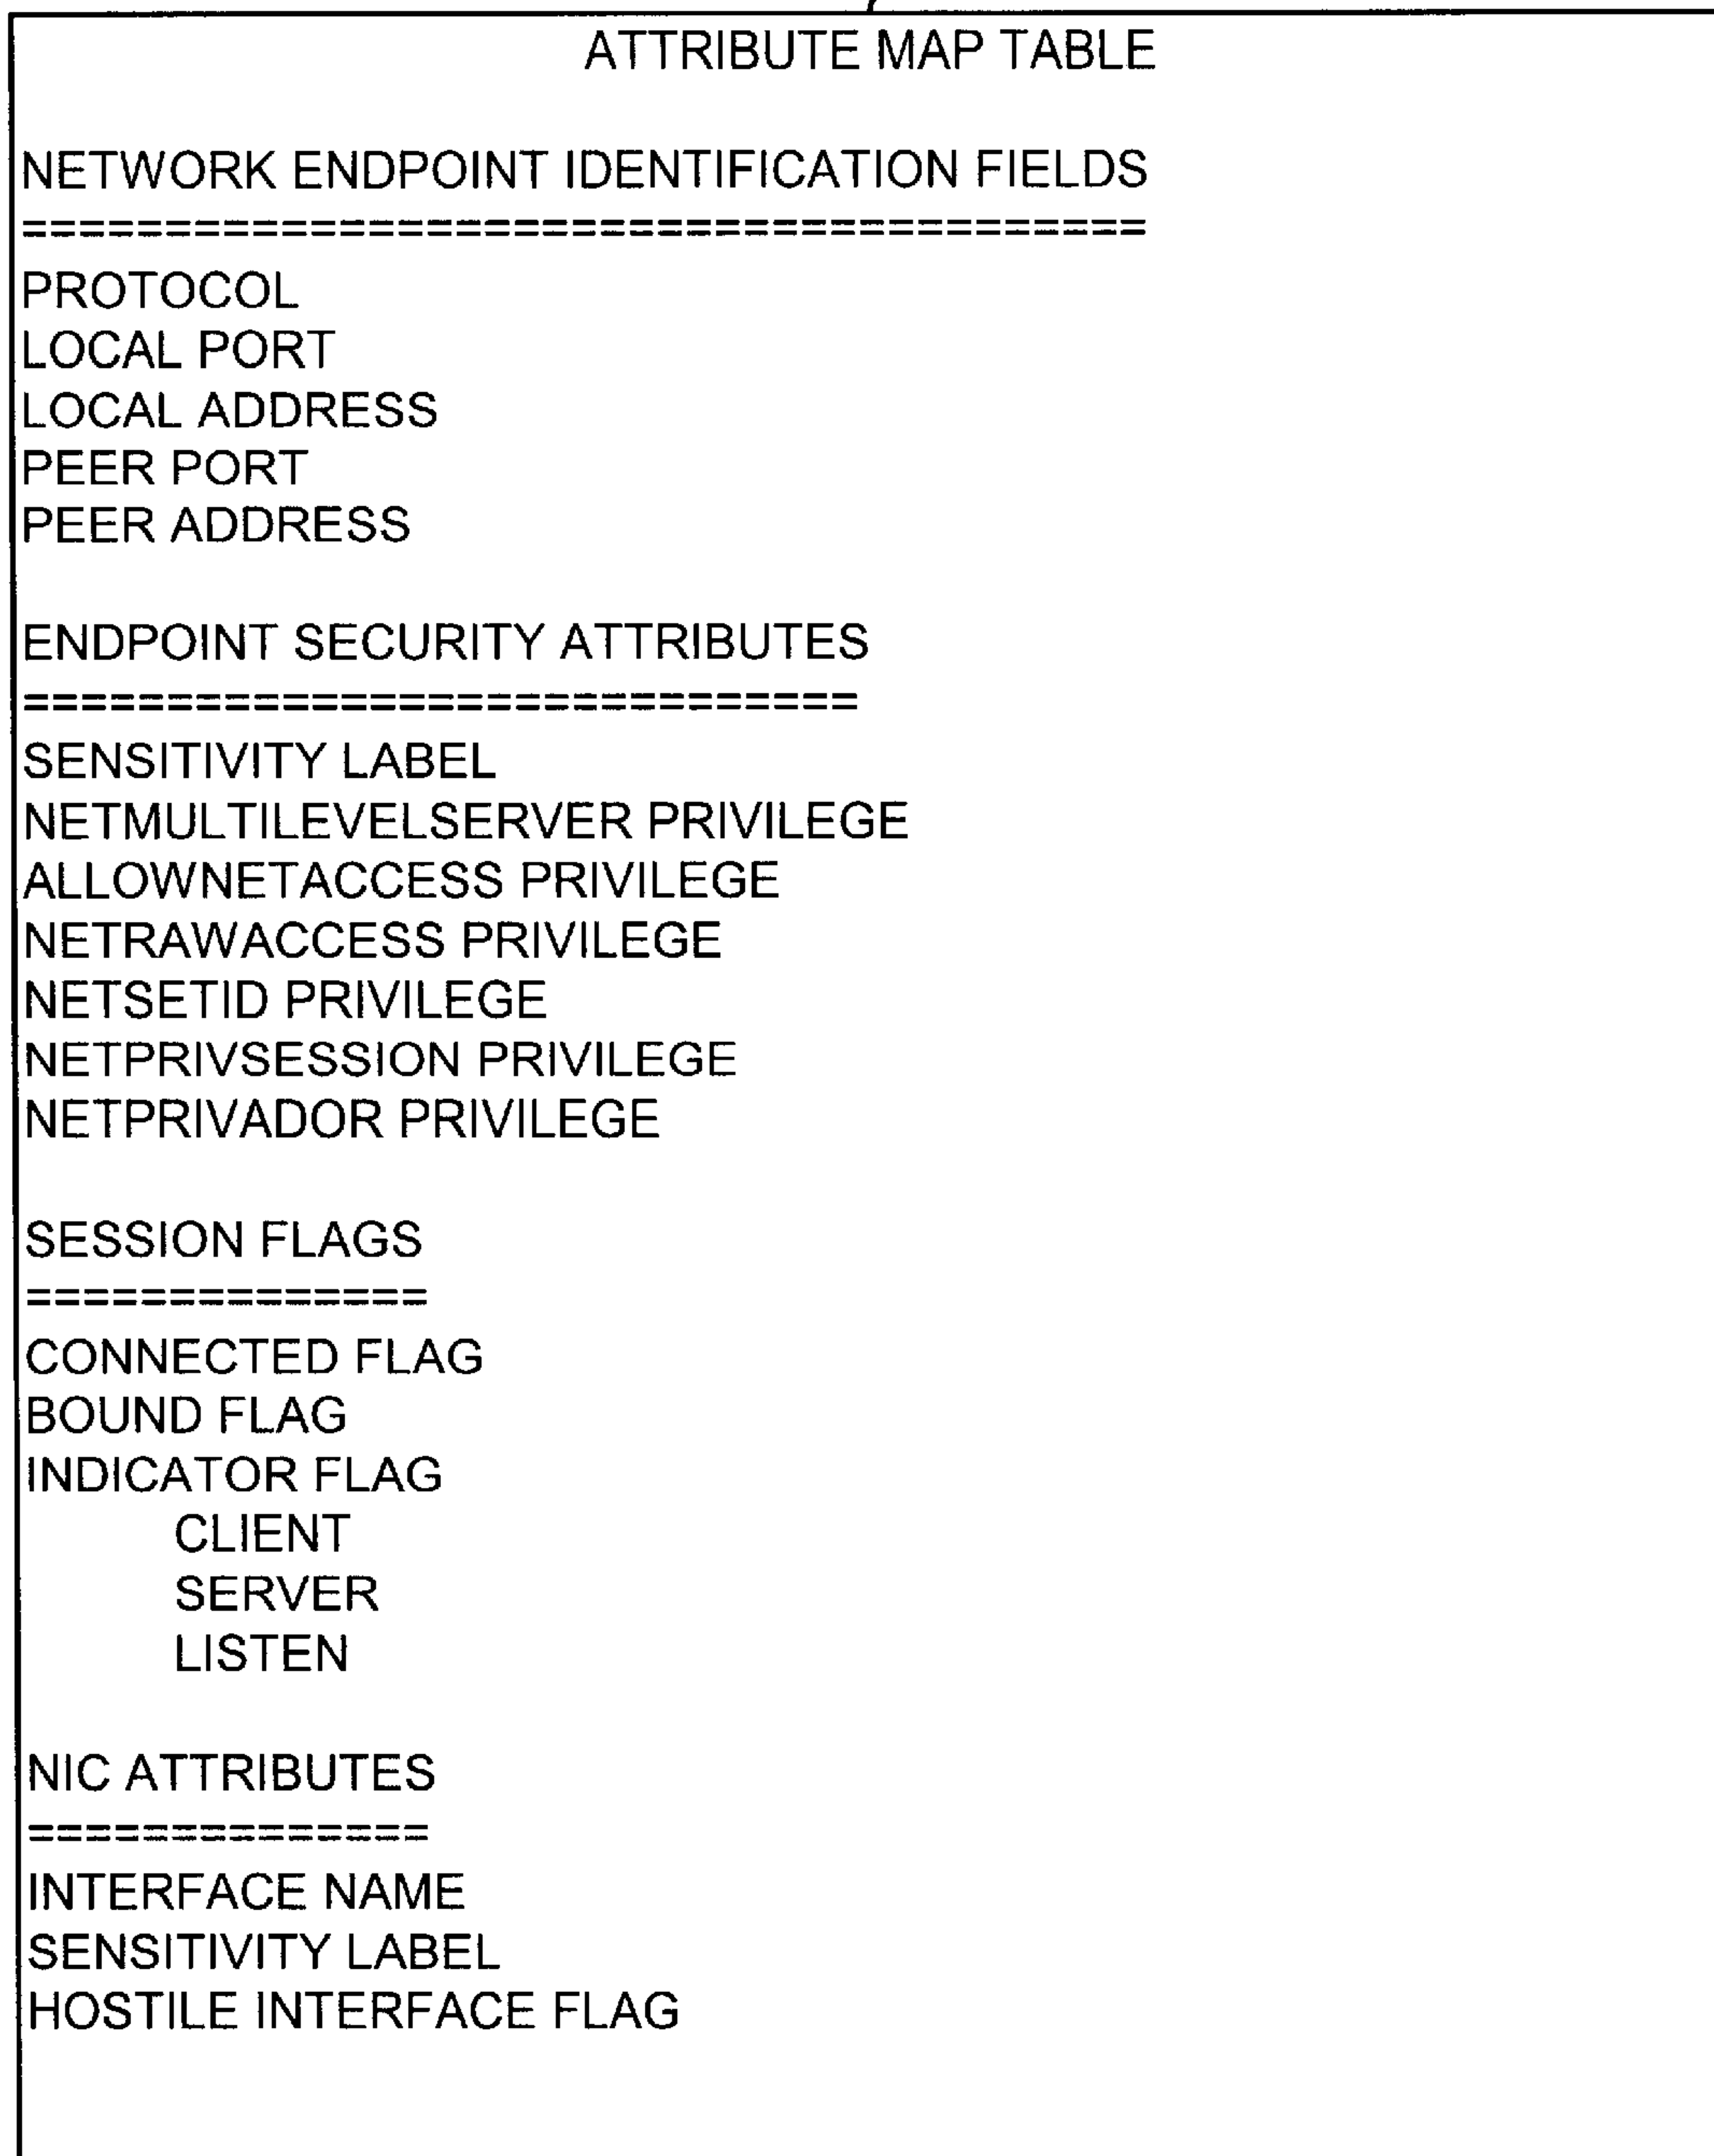 ATTRIBUTE MAP TABLE
NETWORK ENDPOINT IDENTIFICATION FIELDS
=======================================
PROTOCOL
LOCAL PORT
LOCAL ADDRESS
PEER PORT
PEER ADDRESS
ENDPOINT SECURITY ATTRIBUTES
=============================
SENSITIVITY LABEL
NETMULTILEVELSERVER PRIVILEGE
ALLOWNETACCESS PRIVILEGE
NETRAWACCESS PRIVILEGE
NETSETID PRIVILEGE
NETPRIVSESSION PRIVILEGE
NETPRIVADOR PRIVILEGE
SESSION FLAGS
==============
CONNECTED FLAG
BOUND FLAG
INDICATOR FLAG
CLIENT
SERVER
LISTEN
NIC ATTRIBUTES
==============
INTERFACE NAME
SENSITIVITY LABEL
HOSTILE INTERFACE FLAG